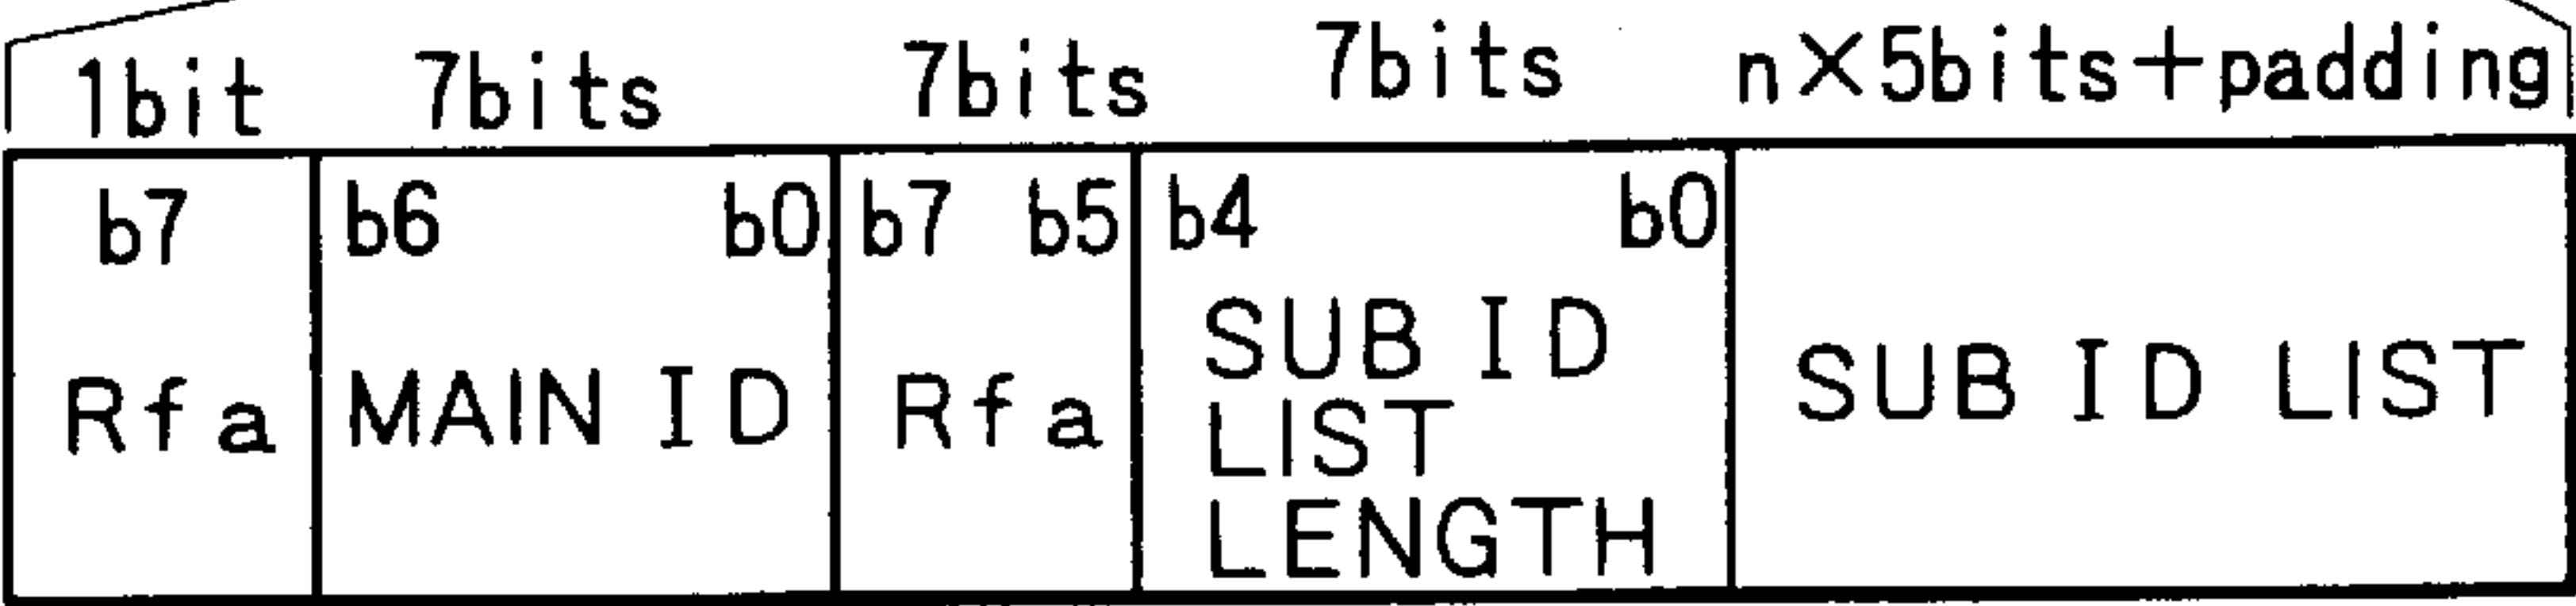 1bit 7bits 7bits 7bits n×5bits+padding
b7 b6 b0 b7 b5 b4 b0
Rfa MAIN ID Rfa SUB ID LIST LENGTH SUB ID LIST